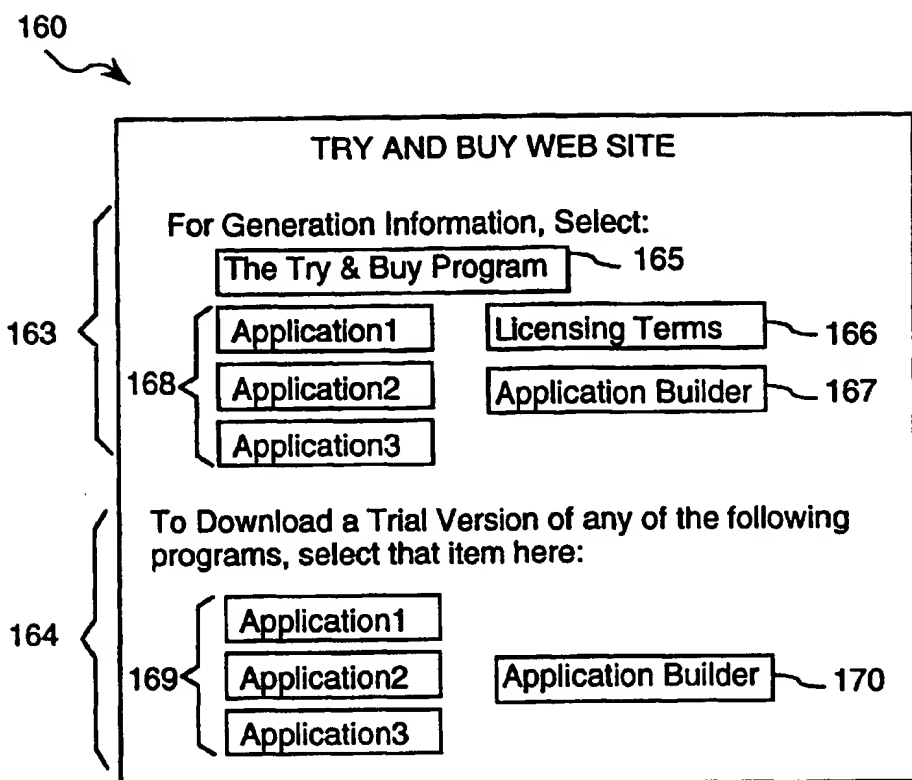 160
TRY AND BUY WEB SITE
For Generation Information, Select:
The Try & Buy Program 165
163
168 Application1 Licensing Terms 166
Application2 Application Builder 167
Application3
To Download a Trial Version of any of the following
programs, select that item here:
164
169 Application1
Application2 Application Builder 170
Application3